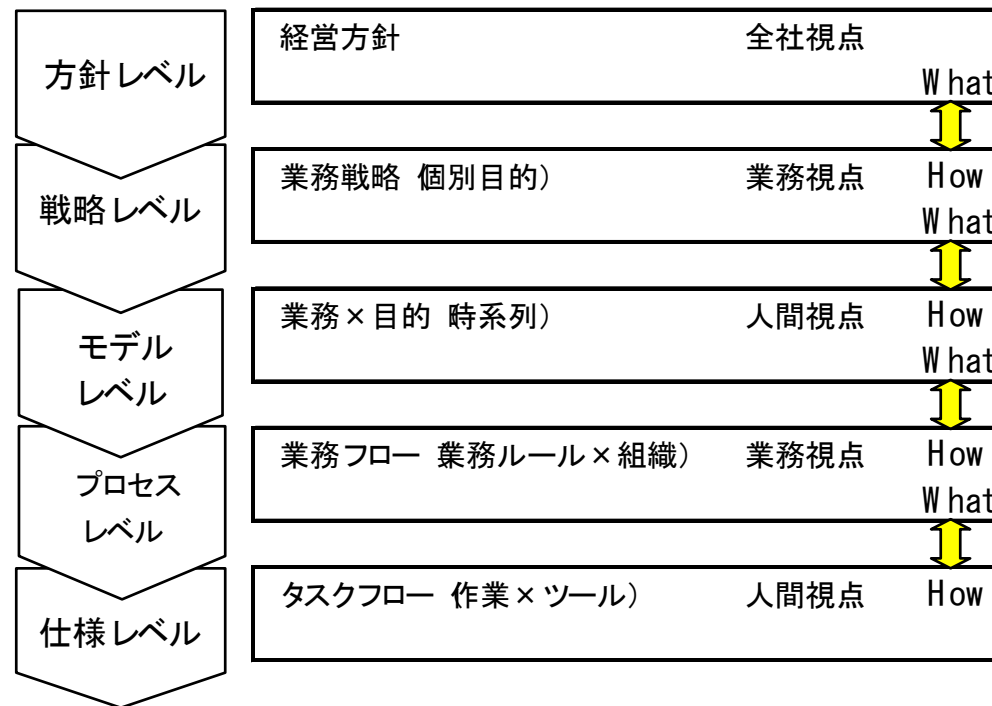 方針レベル
経営方針 全社視点
What
戦略レベル
業務戦略 個別目的） 業務視点 How
What
モデル
レベル
業務×目的 時系列） 人間視点 How
What
プロセス
レベル
業務フロー 業務ルール×組織） 業務視点 How
What
仕様レベル
タスクフロー 作業×ツール） 人間視点 How